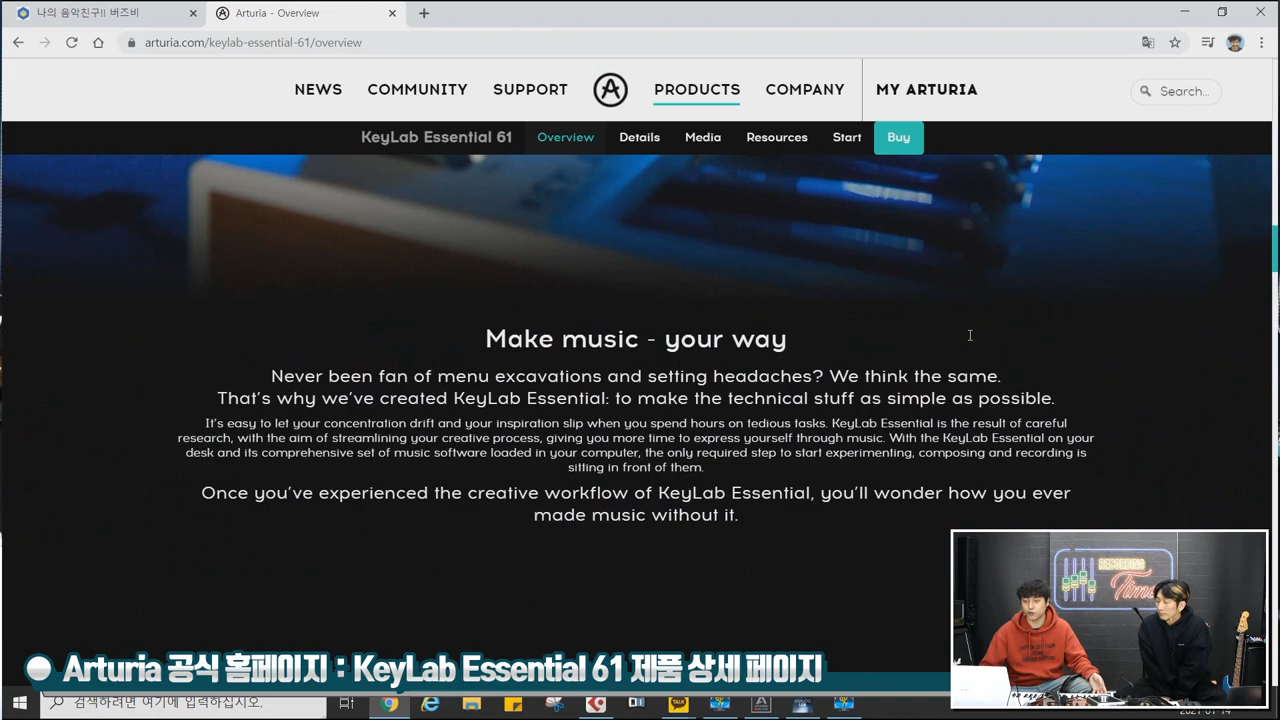 나의 음악친구!! 버즈비
Arturia - Overview
arturia.com/keylab-essential-61/overview
NEWS COMMUNITY SUPPORT PRODUCTS COMPANY MY ARTURIA Search...
KeyLab Essential 61 Overview Details Media Resources Start Buy
Make music - your way
Never been fan of menu excavations and setting headaches? We think the same.
That's why we've created KeyLab Essential: to make the technical stuff as simple as possible.
It's easy to let your concentration drift and your inspiration slip when you spend hours on tedious tasks. KeyLab Essential is the result of careful
research, with the aim of streamlining your creative process, giving you more time to express yourself through music. With the KeyLab Essential on your
desk and its comprehensive set of music software loaded in your computer, the only required step to start experimenting, composing and recording is
sitting in front of them.
Once you've experienced the creative workflow of KeyLab Essential, you'll wonder how you ever
made music without it.
RECORDING
Time
Arturia 공식 홈페이지 : KeyLab Essential 61 제품 상세 페이지
검색하려면 여기에 입력하십시오.
TALK
2021-01-14